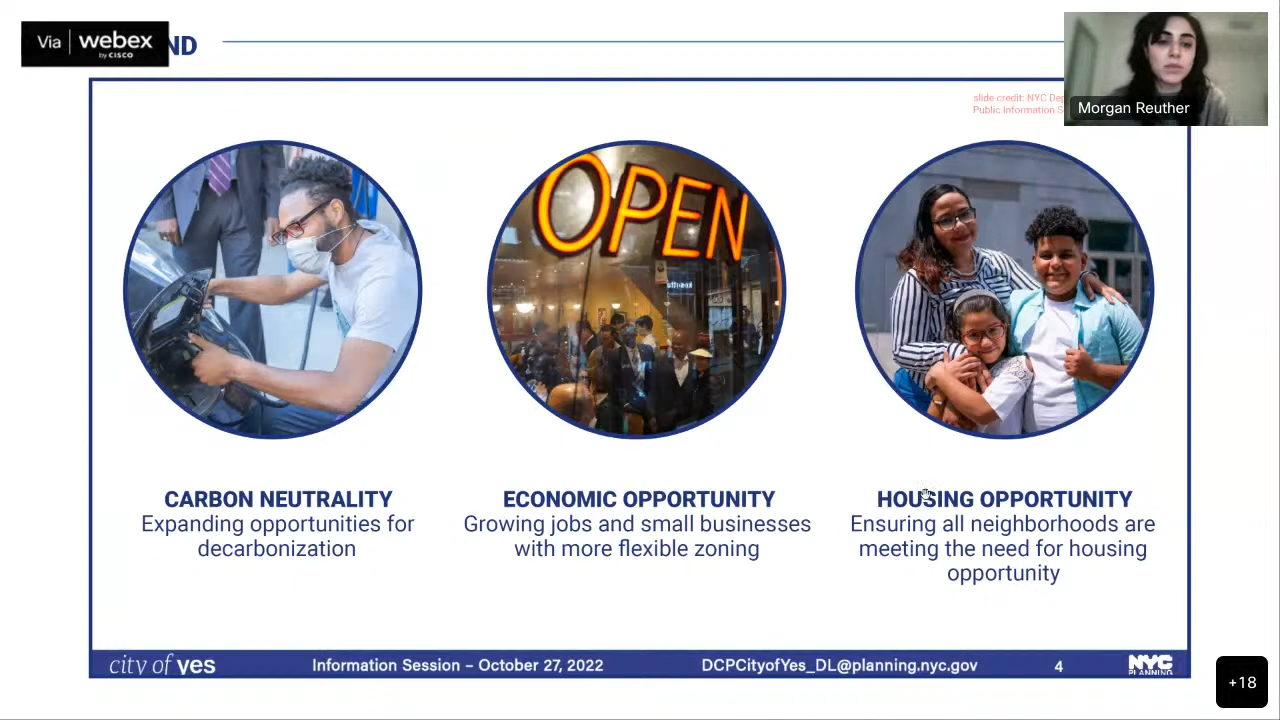 Via webex
by CISCO
ND
slide credit: NYC Dep
Public Information S
Morgan Reuther
OPEN
CARBON NEUTRALITY
Expanding opportunities for
decarbonization
ECONOMIC OPPORTUNITY
Growing jobs and small businesses
with more flexible zoning
HOUSING OPPORTUNITY
Ensuring all neighborhoods are
meeting the need for housing
opportunity
city of yes
Information Session – October 27, 2022
DCPCityofYes_DL@planning.nyc.gov
4
NYC
PLANNING
+18